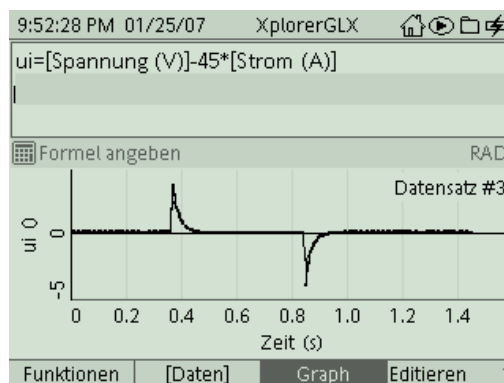 9:52:28 PM 01/25/07 XplorerGLX
ui=[Spannung (V)]-45*[Strom (A)]
Formel angeben RAD
Datensatz #3
ui 0
0
-5
0 0.2 0.4 0.6 0.8 1.0 1.2 1.4
Zeit (s)
Funktionen [Daten] Graph Editieren